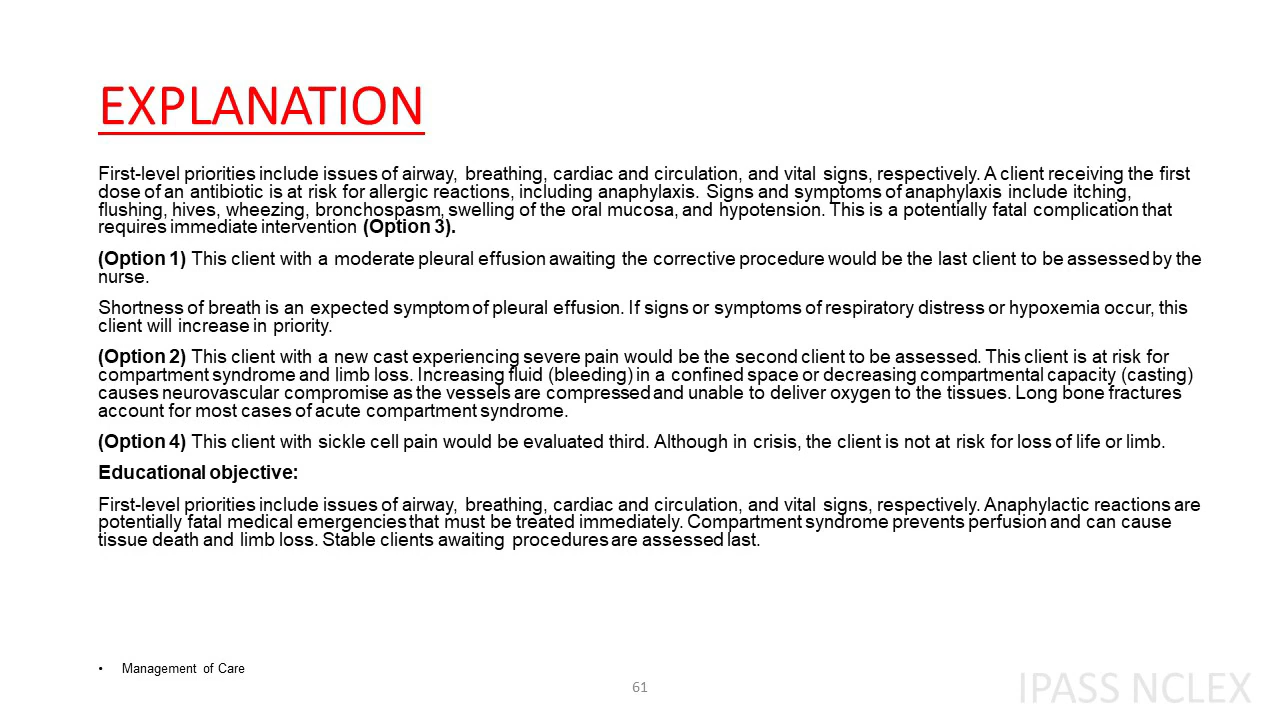 EXPLANATION
First-level priorities include issues of airway, breathing, cardiac and circulation, and vital signs, respectively. A client receiving the first
dose of an antibiotic is at risk for allergic reactions, including anaphylaxis. Signs and symptoms of anaphylaxis include itching,
flushing, hives, wheezing, bronchospasm, swelling of the oral mucosa, and hypotension. This is a potentially fatal complication that
requires immediate intervention (Option 3).
(Option 1) This client with a moderate pleural effusion awaiting the corrective procedure would be the last client to be assessed by the
nurse.
Shortness of breath is an expected symptom of pleural effusion. If signs or symptoms of respiratory distress or hypoxemia occur, this
client will increase in priority.
(Option 2) This client with a new cast experiencing severe pain would be the second client to be assessed. This client is at risk for
compartment syndrome and limb loss. Increasing fluid (bleeding) in a confined space or decreasing compartmental capacity (casting)
causes neurovascular compromise as the vessels are compressed and unable to deliver oxygen to the tissues. Long bone fractures
account for most cases of acute compartment syndrome.
(Option 4) This client with sickle cell pain would be evaluated third. Although in crisis, the client is not at risk for loss of life or limb.
Educational objective:
First-level priorities include issues of airway, breathing, cardiac and circulation, and vital signs, respectively. Anaphylactic reactions are
potentially fatal medical emergencies that must be treated immediately. Compartment syndrome prevents perfusion and can cause
tissue death and limb loss. Stable clients awaiting procedures are assessed last.
• Management of Care
61
IPASS NCLEX